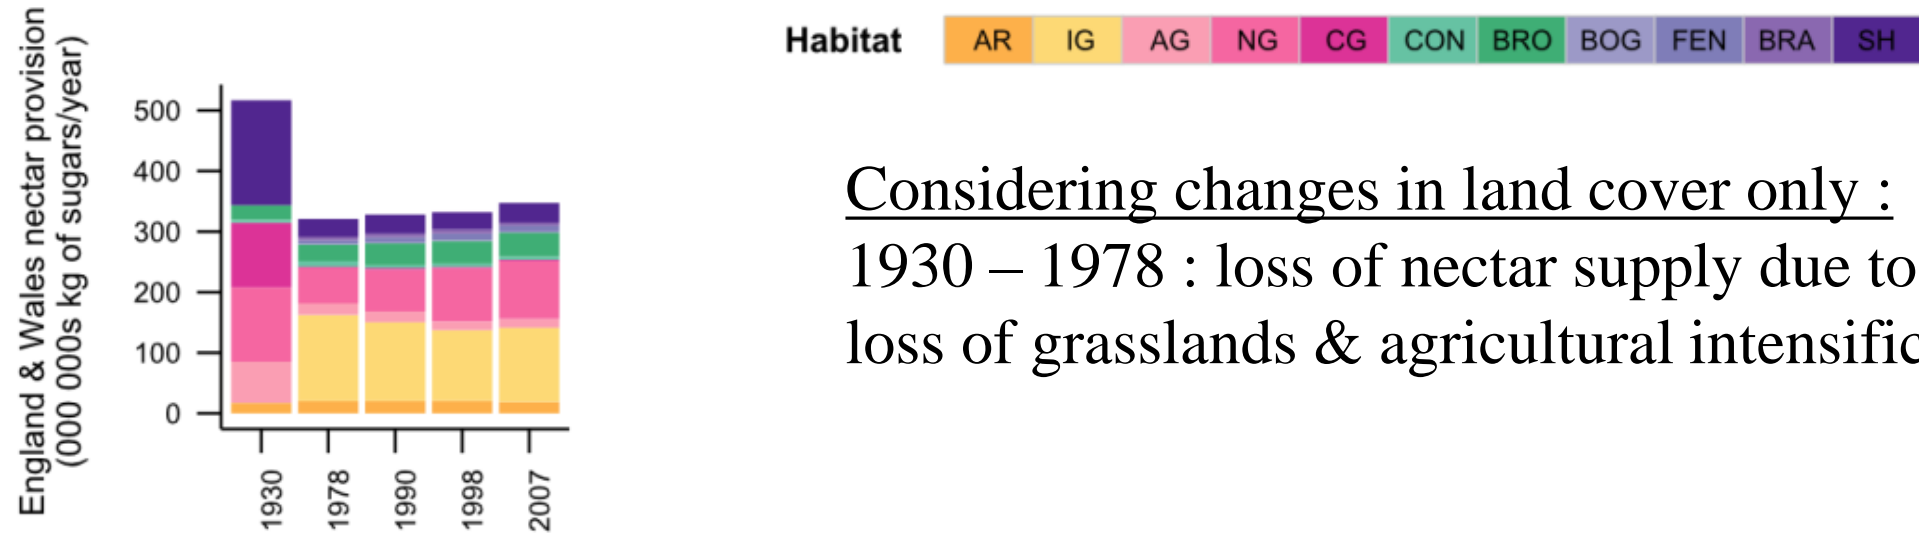 England & Wales nectar provision
(000 000s kg of sugars/year)
500
400
300
200
100
0
1930
1978
1990
1998
2007
Habitat AR IG AG NG CG CON BRO BOG FEN BRA SH
Considering changes in land cover only :
1930 – 1978 : loss of nectar supply due to
loss of grasslands & agricultural intensific